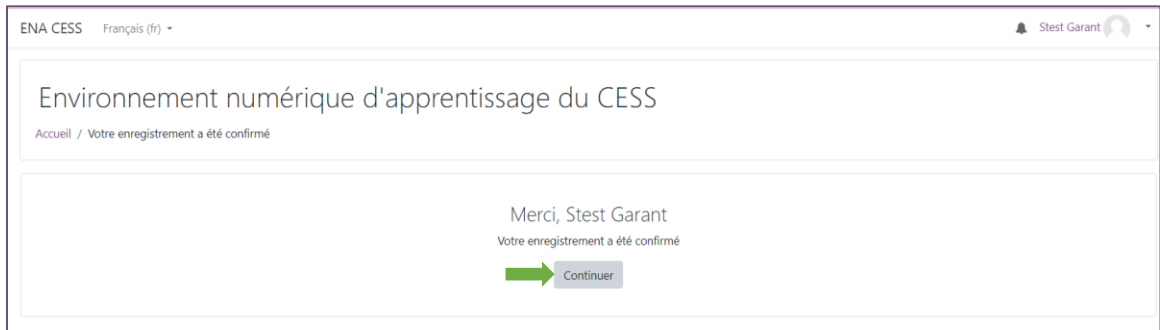 ENA CESS Français (fr) Stest Garant
Environnement numérique d'apprentissage du CESS
Accueil / Votre enregistrement a été confirmé
Merci, Stest Garant
Votre enregistrement a été confirmé
Continuer